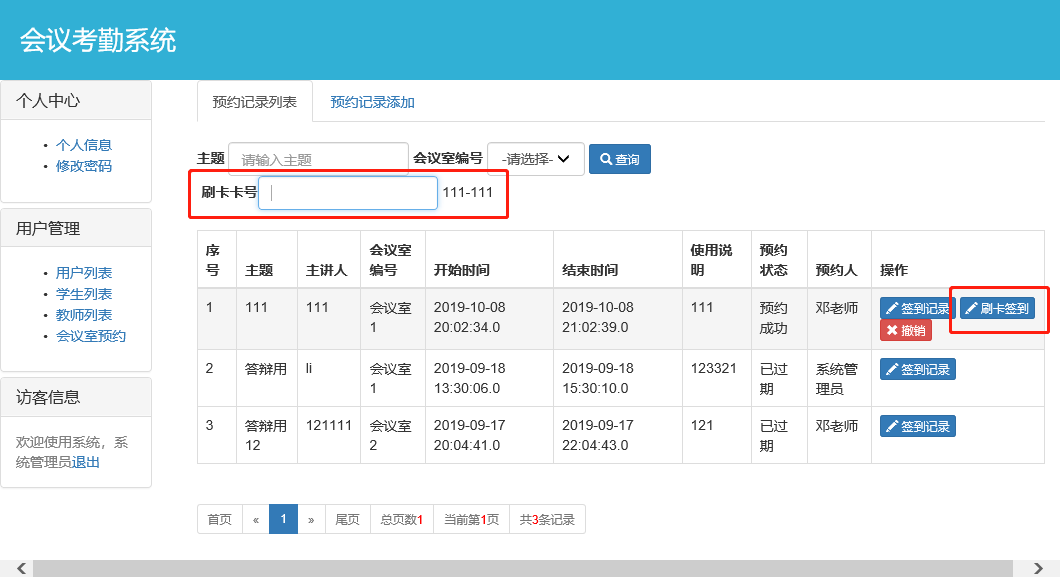 会议考勤系统
个人中心
个人信息
修改密码
用户管理
用户列表
学生列表
教师列表
会议室预约
访客信息
欢迎使用系统，系
统管理员退出
预约记录列表 预约记录添加
主题 请输入主题 会议室编号 -请选择- 查询
刷卡卡号 111-111
序号 主题 主讲人 会议室编号 开始时间 结束时间 使用说明 预约状态 预约人 操作
1 111 111 会议室1 2019-10-08 20:02:34.0 2019-10-08 21:02:39.0 111 预约成功 邓老师 签到记录 刷卡签到 撤销
2 答辩用 li 会议室1 2019-09-18 13:30:06.0 2019-09-18 15:30:10.0 123321 已过期 系统管理员 签到记录
3 答辩用12 121111 会议室2 2019-09-17 20:04:41.0 2019-09-17 22:04:43.0 121 已过期 邓老师 签到记录
首页 « 1 » 尾页 总页数1 当前第1页 共3条记录